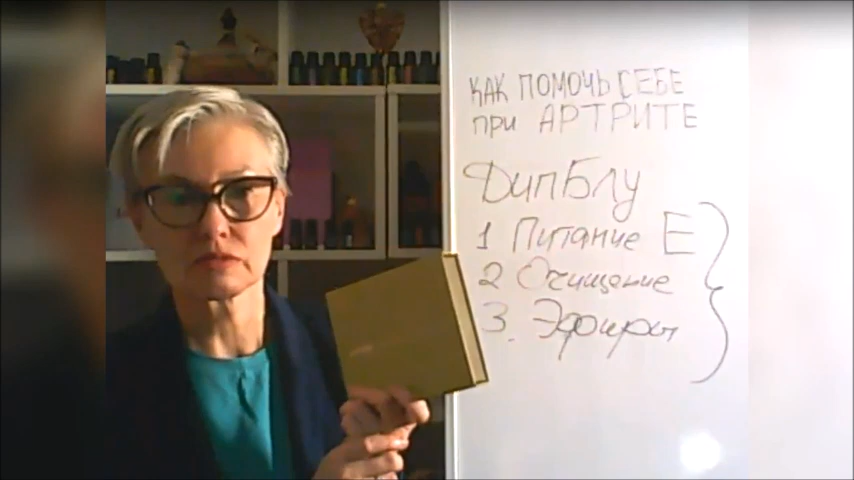 КАК ПОМОЧЬ СЕБЕ
при АРТРИТЕ
ДипБлу
1 Питание Е
2 Очищение
3. Эфиры